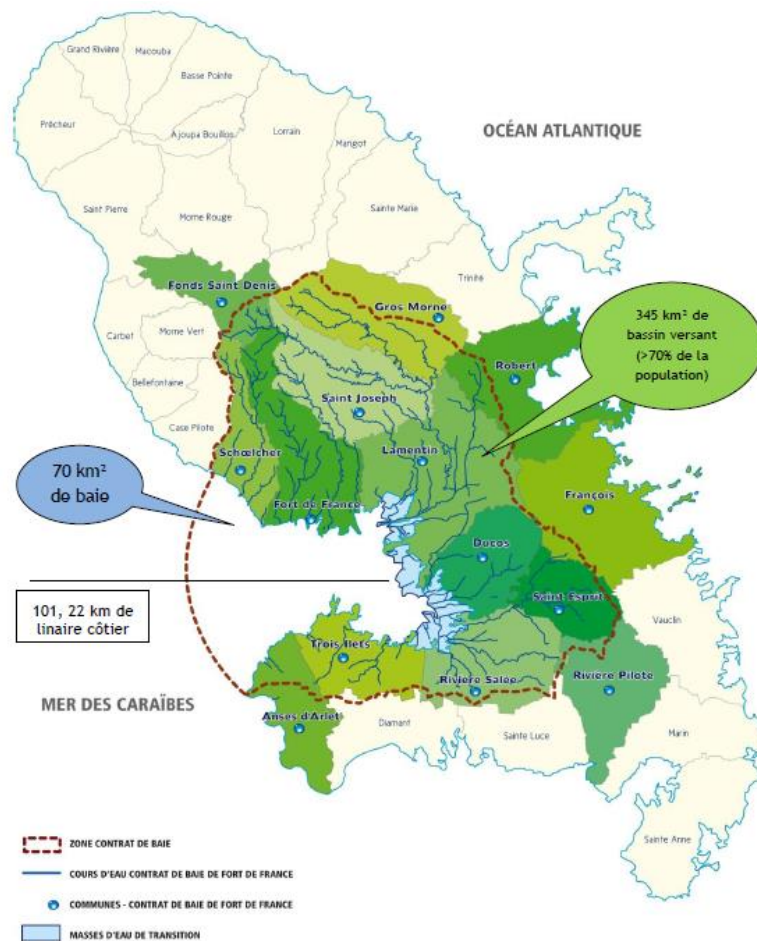 Grand Rivière
Macouba
Basse Pointe
Prêcheur
Ajoupa Bouillos
Lorrain
Marigot
OCÉAN ATLANTIQUE
Saint Pierre
Morne Rouge
Sainte Marie
Trinité
Fonds Saint Denis
Gros Morne
345 km² de
bassin versant
(>70% de la
population)
Carbet
Morne Vert
Robert
Bellefontaine
Saint Joseph
Case Pilote
Schœlcher
Lamentin
70 km²
de baie
François
Fort de France
Ducos
101, 22 km de
linaire côtier
Saint Esprit
Vauclin
Trois Ilets
Rivière Salée
Rivière Pilote
MER DES CARAÏBES
Anses d'Arlet
Diamant
Sainte Luce
Marin
Sainte Anne
ZONE CONTRAT DE BAIE
COURS D'EAU CONTRAT DE BAIE DE FORT DE FRANCE
COMMUNES - CONTRAT DE BAIE DE FORT DE FRANCE
MASSES D'EAU DE TRANSITION